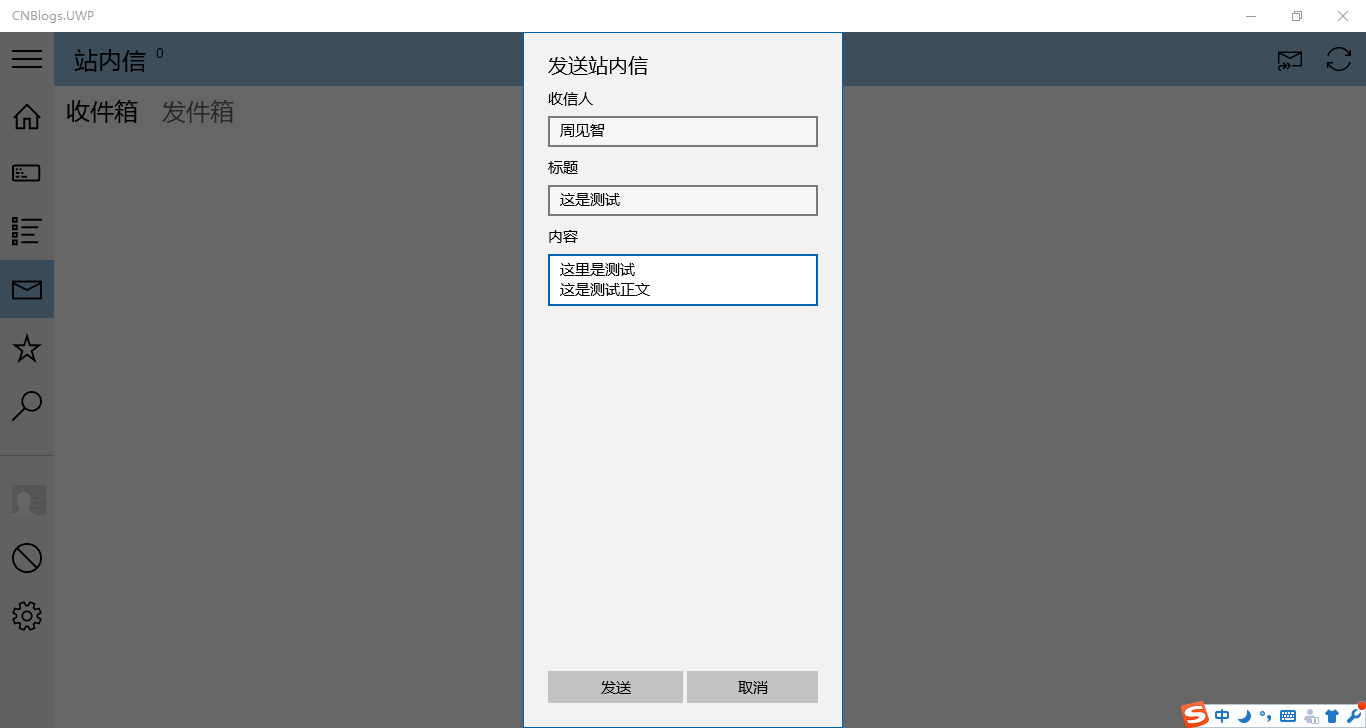 CNBlogs.UWP
站内信 0
收件箱 发件箱
发送站内信
收信人
周见智
标题
这是测试
内容
这里是测试
这是测试正文
发送 取消
S 中